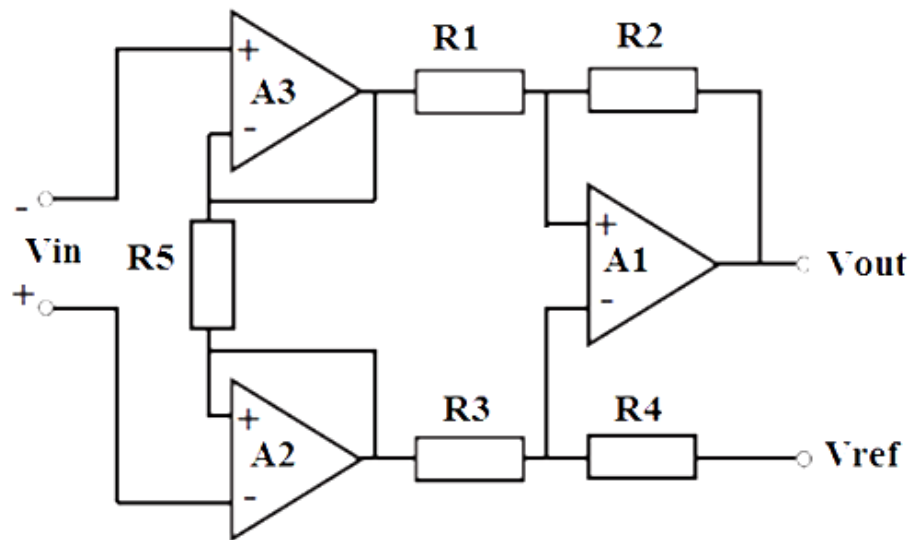 R1
R2
+
A3
-
-
Vin
R5
+
+
A1
-
Vout
+
A2
-
R3
R4
Vref